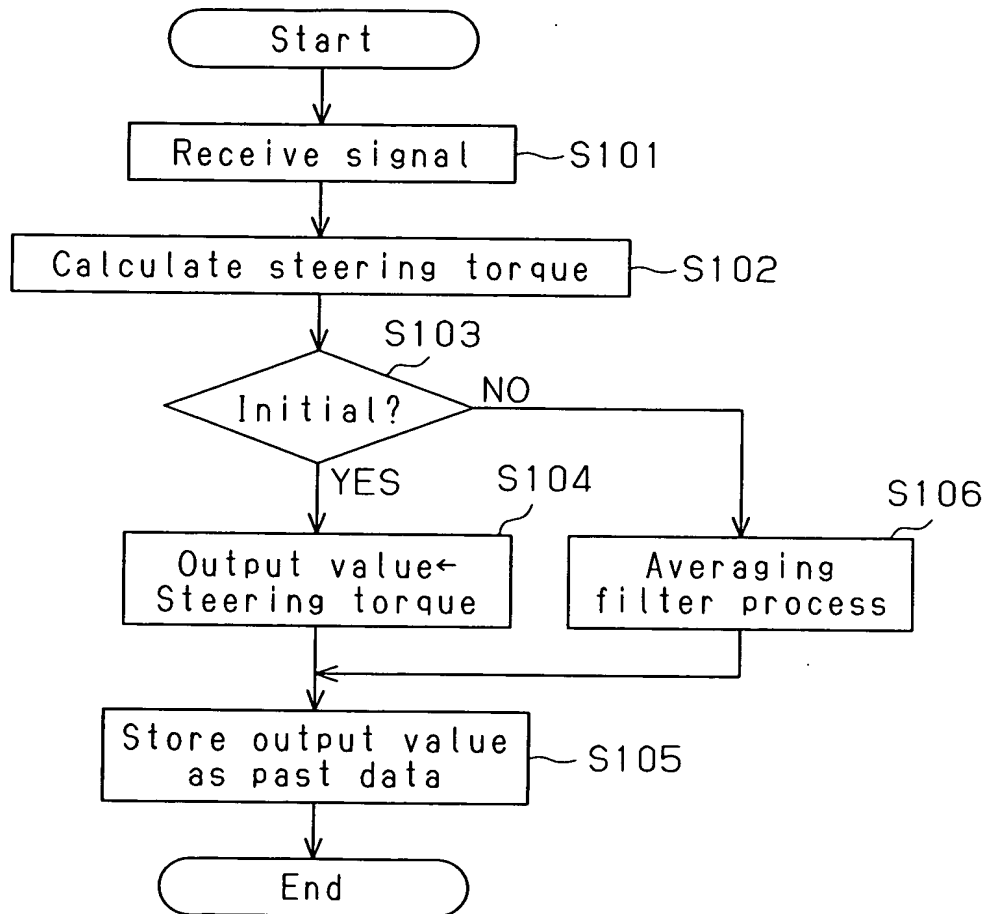 Start
Receive signal
S101
Calculate steering torque
S102
S103
Initial?
NO
YES
S104
Output value←
Steering torque
S106
Averaging
filter process
Store output value
as past data
S105
End